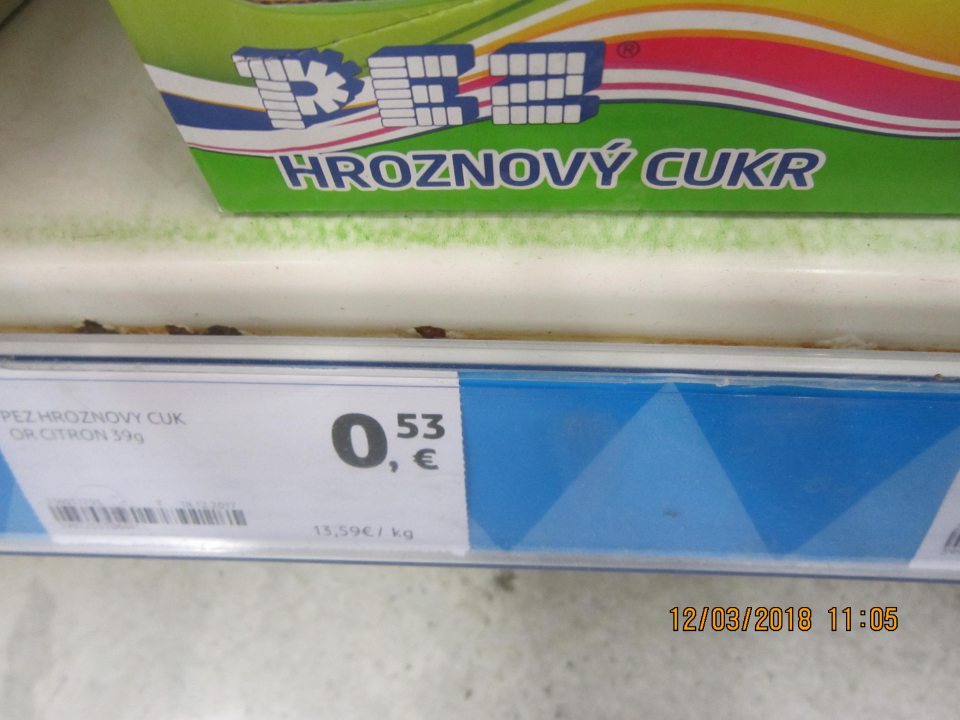 PEZ®
HROZNOVÝ CUKR
PEZ HROZNOVY CUK
OR CITRON 39g
0,53 €
13,59€/ kg
12/03/2018 11:05